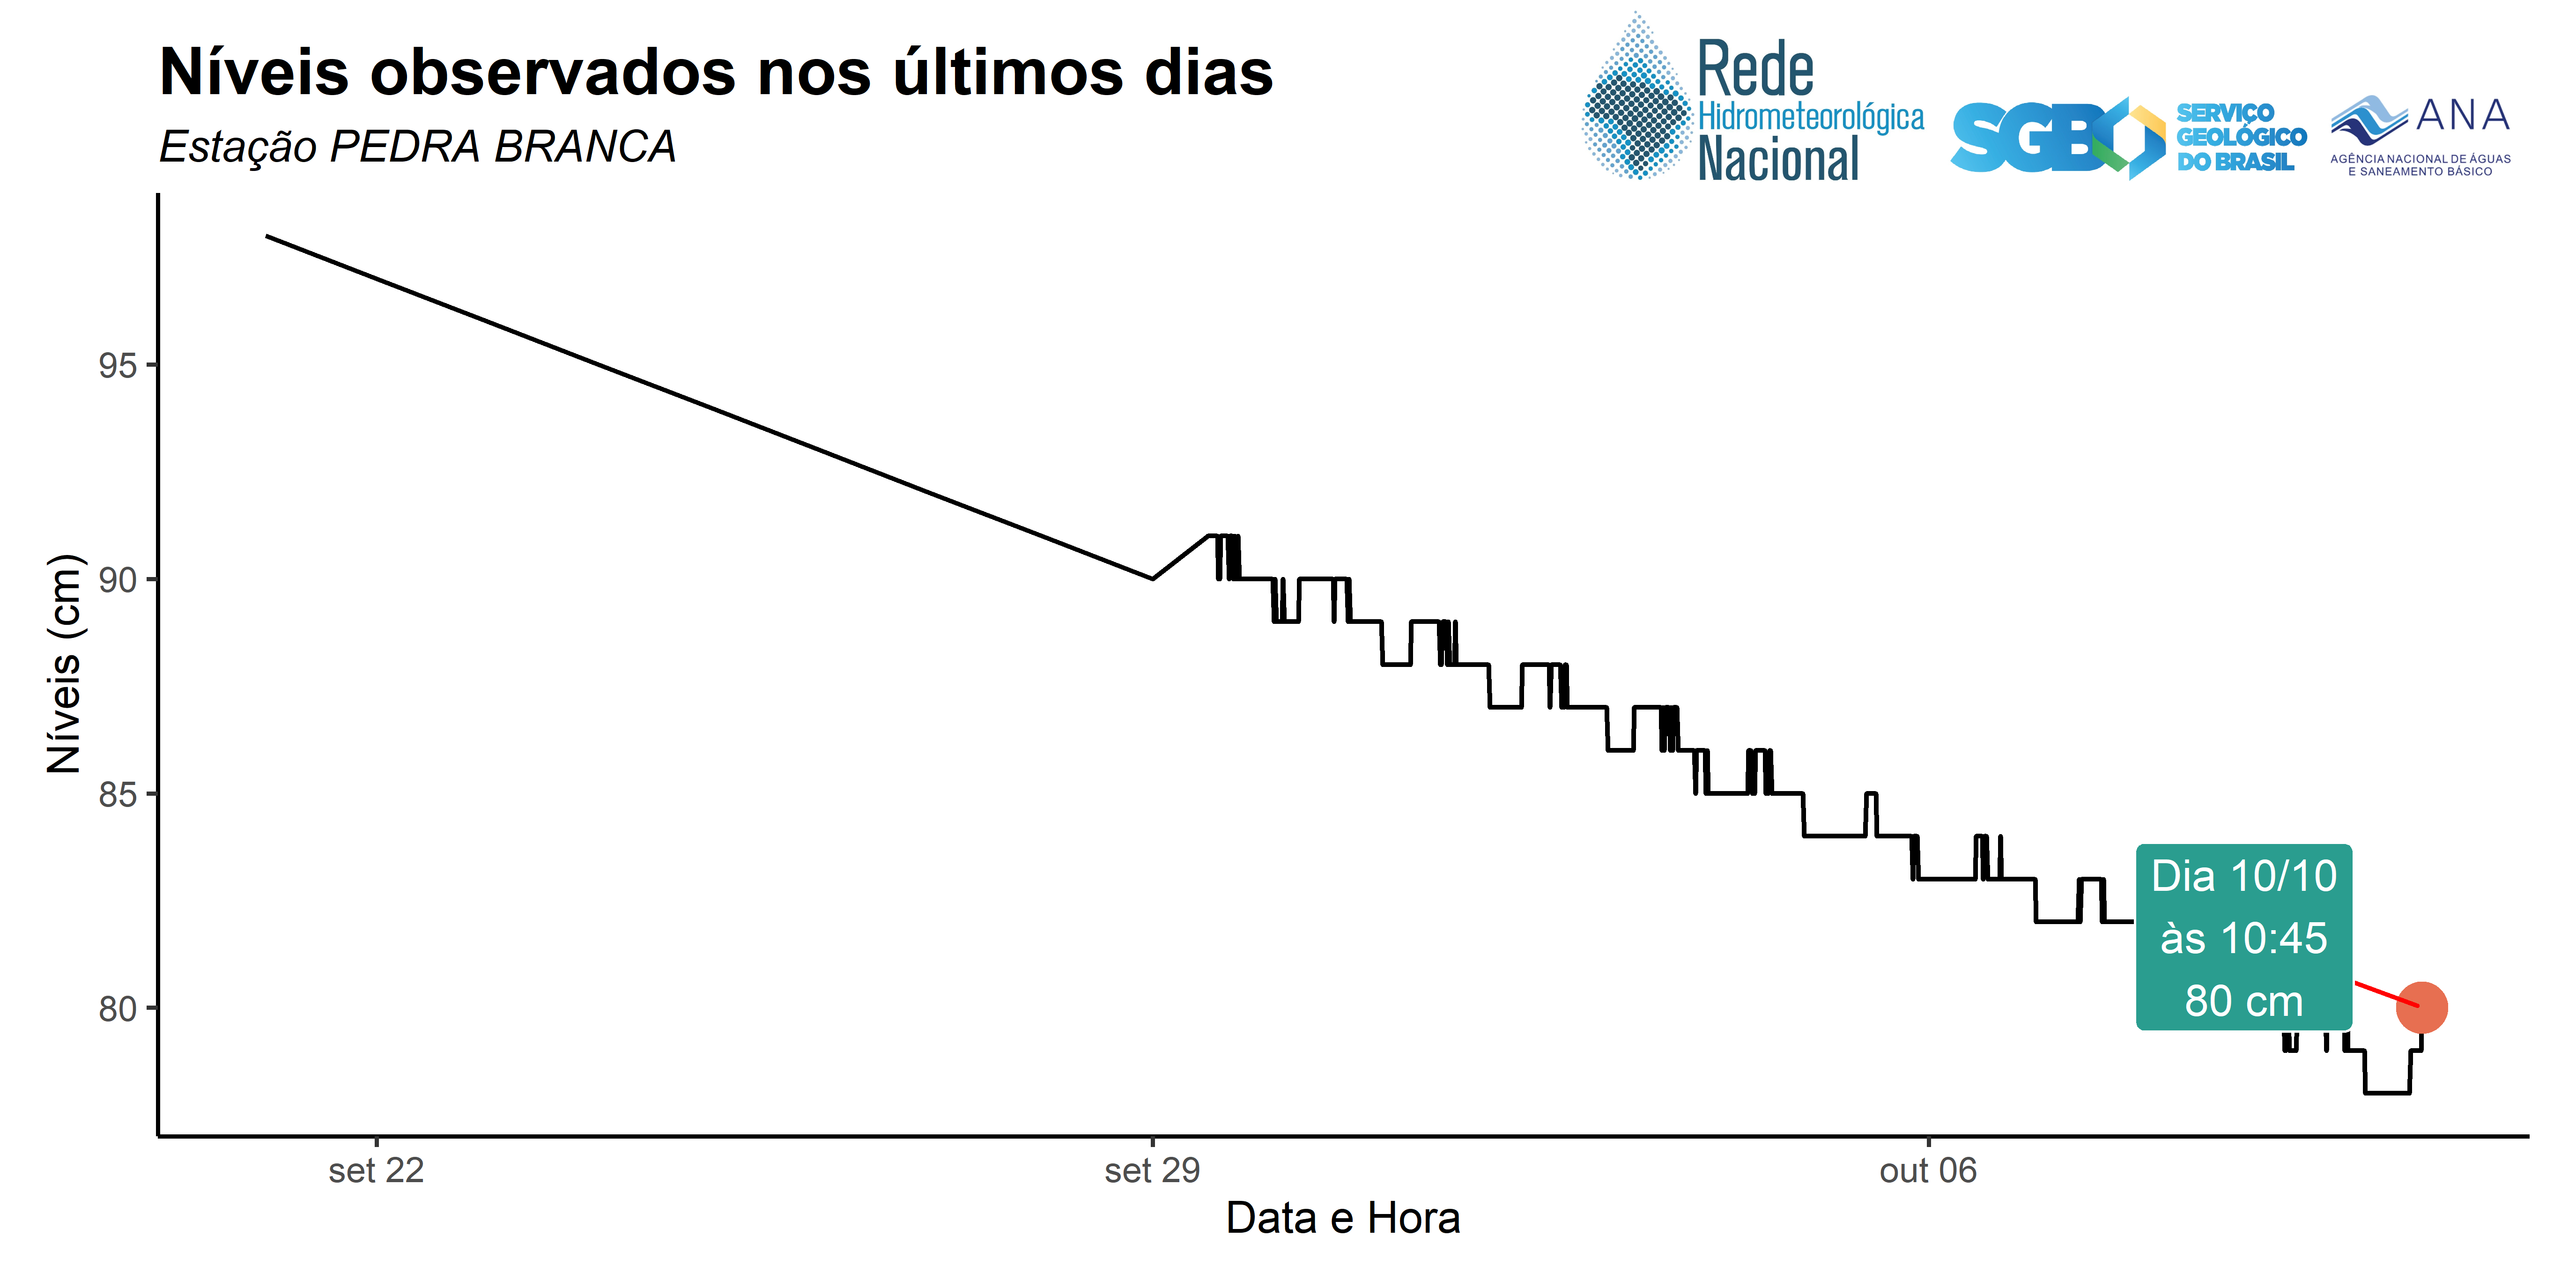 Níveis observados nos últimos dias
Estação PEDRA BRANCA
Rede
Hidrometeorológica
Nacional
SGB
SERVIÇO
GEOLÓGICO
DO BRASIL
ANA
AGÊNCIA NACIONAL DE ÁGUAS
E SANEAMENTO BÁSICO
Níveis (cm)
95
90
85
80
Dia 10/10
às 10:45
80 cm
set 22
set 29
out 06
Data e Hora